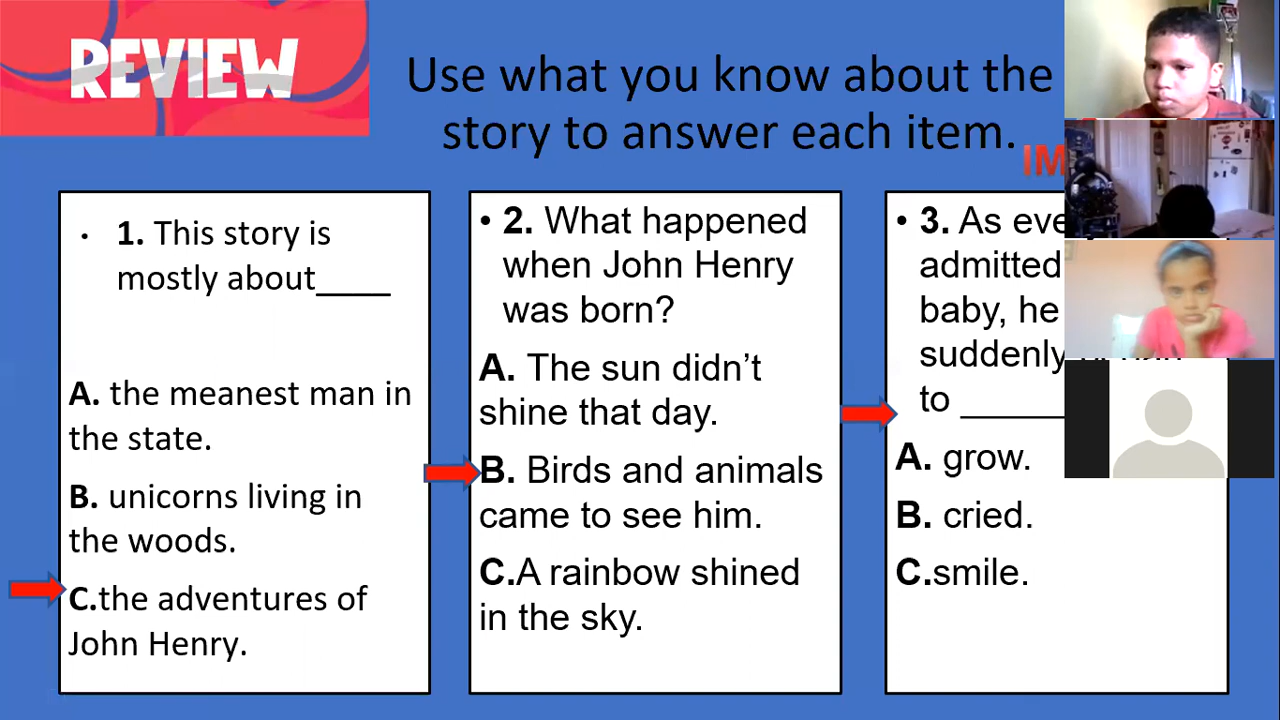 REVIEW
Use what you know about the
story to answer each item.
IM
• 1. This story is
mostly about____
A. the meanest man in
the state.
B. unicorns living in
the woods.
C.the adventures of
John Henry.
• 2. What happened
when John Henry
was born?
A. The sun didn’t
shine that day.
B. Birds and animals
came to see him.
C.A rainbow shined
in the sky.
• 3. As
admitted
baby, he
suddenly
to _____
A. grow.
B. cried.
C.smile.